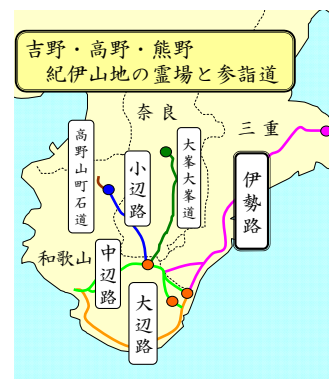 吉野・高野・熊野
紀伊山地の霊場と参詣道
奈良
三重
高野山町石道
小辺路
大峯大峯道
伊勢路
和歌山
中辺路
大辺路